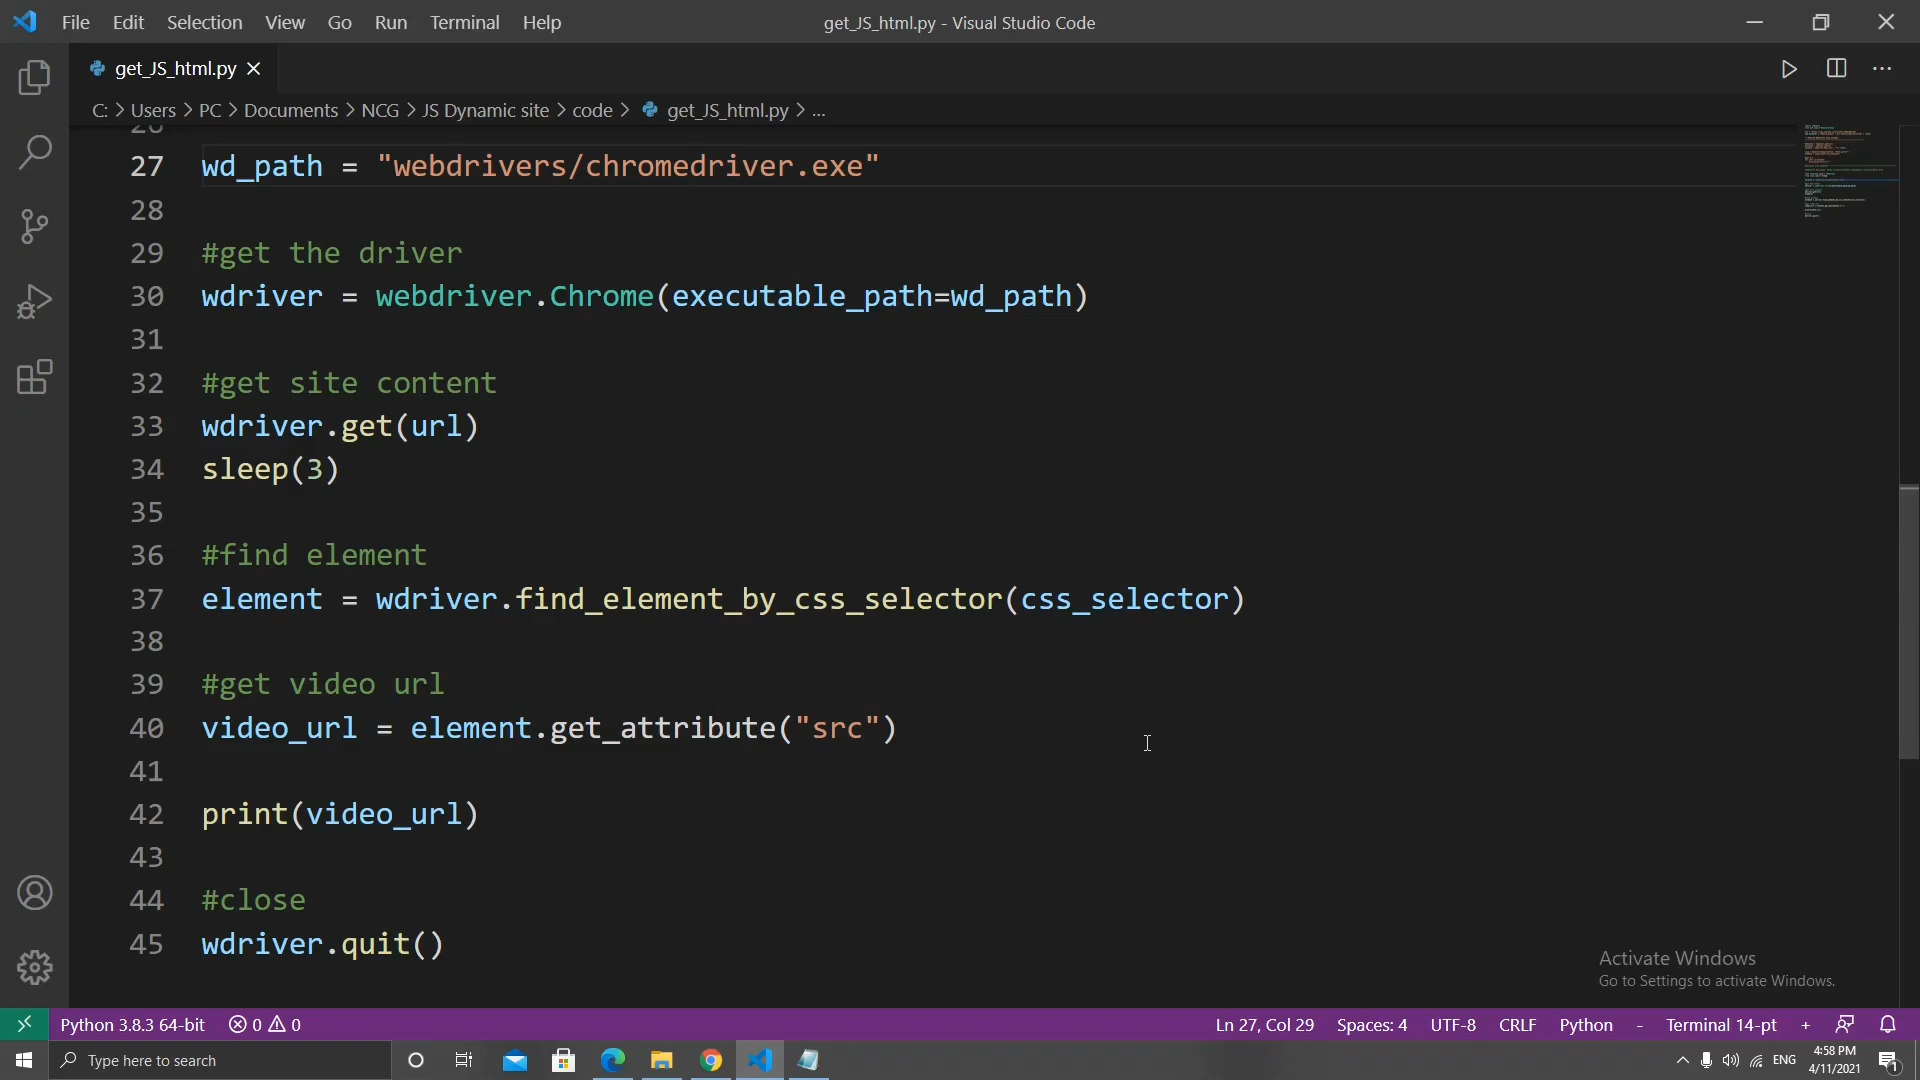 File Edit Selection View Go Run Terminal Help
get_JS_html.py - Visual Studio Code
get_JS_html.py
C: > Users > PC > Documents > NCG > JS Dynamic site > code > get_JS_html.py > ...
26
27 wd_path = "webdrivers/chromedriver.exe"
28
29 #get the driver
30 wdriver = webdriver.Chrome(executable_path=wd_path)
31
32 #get site content
33 wdriver.get(url)
34 sleep(3)
35
36 #find element
37 element = wdriver.find_element_by_css_selector(css_selector)
38
39 #get video url
40 video_url = element.get_attribute("src")
41
42 print(video_url)
43
44 #close
45 wdriver.quit()
Activate Windows
Go to Settings to activate Windows.
Python 3.8.3 64-bit 0 0 Ln 27, Col 29 Spaces: 4 UTF-8 CRLF Python - Terminal 14-pt +
Type here to search
ENG
4:58 PM
4/11/2021
1